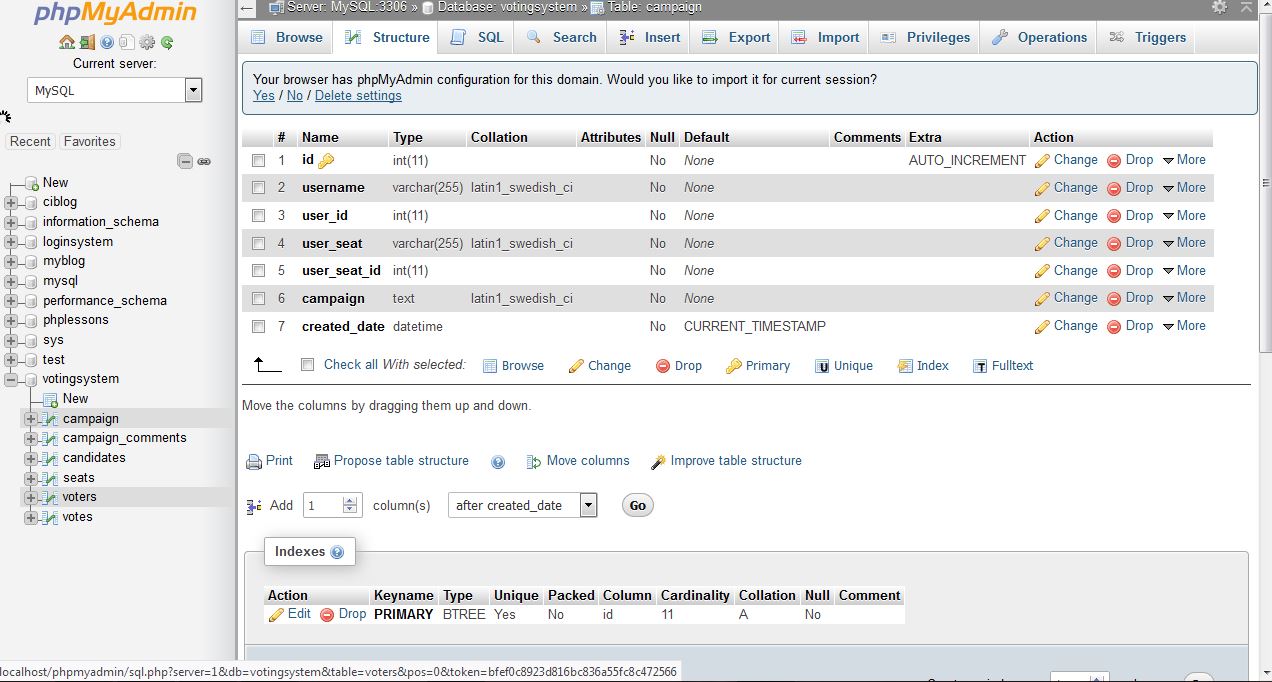 phpMyAdmin
Current server:
MySQL
Recent Favorites
New
ciblog
information_schema
loginsystem
myblog
mysql
performance_schema
phplessons
sys
test
votingsystem
New
campaign
campaign_comments
candidates
seats
voters
votes
Server: MySQL:3306 » Database: votingsystem » Table: campaign
Browse Structure SQL Search Insert Export Import Privileges Operations Triggers
Your browser has phpMyAdmin configuration for this domain. Would you like to import it for current session?
Yes / No / Delete settings
# Name Type Collation Attributes Null Default Comments Extra Action
1 id int(11) No None AUTO_INCREMENT Change Drop More
2 username varchar(255) latin1_swedish_ci No None Change Drop More
3 user_id int(11) No None Change Drop More
4 user_seat varchar(255) latin1_swedish_ci No None Change Drop More
5 user_seat_id int(11) No None Change Drop More
6 campaign text latin1_swedish_ci No None Change Drop More
7 created_date datetime No CURRENT_TIMESTAMP Change Drop More
Check all With selected: Browse Change Drop Primary Unique Index Fulltext
Move the columns by dragging them up and down.
Print Propose table structure Move columns Improve table structure
Add 1 column(s) after created_date Go
Indexes
Action Keyname Type Unique Packed Column Cardinality Collation Null Comment
Edit Drop PRIMARY BTREE Yes No id 11 A No
localhost/phpmyadmin/sql.php?server=1&db=votingsystem&table=voters&pos=0&token=bfef0c8923d816bc836a55fc8c472566